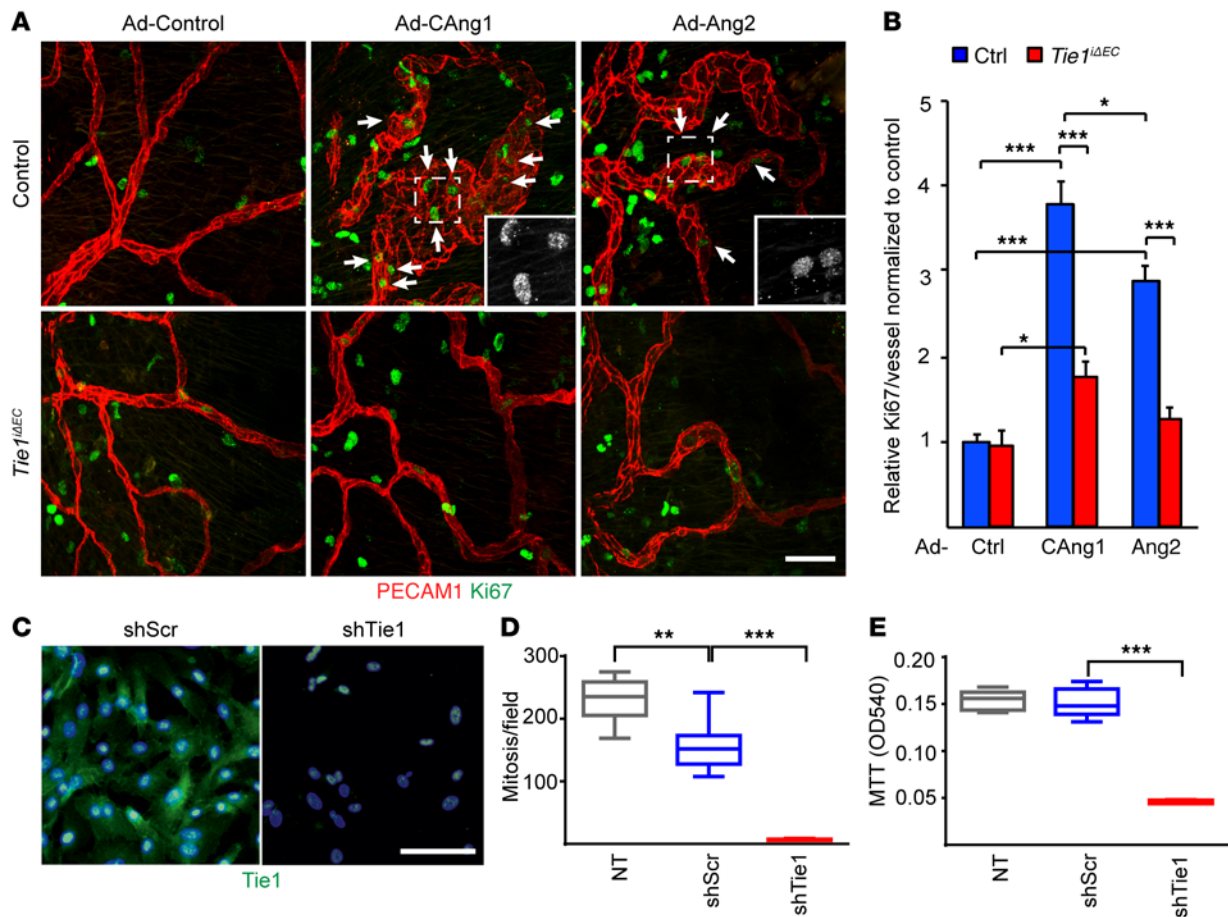 A
Ad-Control Ad-CAng1 Ad-Ang2
Control
Tie1iΔEC
PECAM1 Ki67
B
Ctrl Tie1iΔEC
Relative Ki67/vessel normalized to control
5
4
3
2
1
*
***
***
***
***
*
Ad- Ctrl CAng1 Ang2
C
shScr shTie1
Tie1
D
Mitosis/field
300
200
100
** ***
NT shScr shTie1
E
MTT (OD540)
0.20
0.15
0.10
0.05
***
NT shScr shTie1